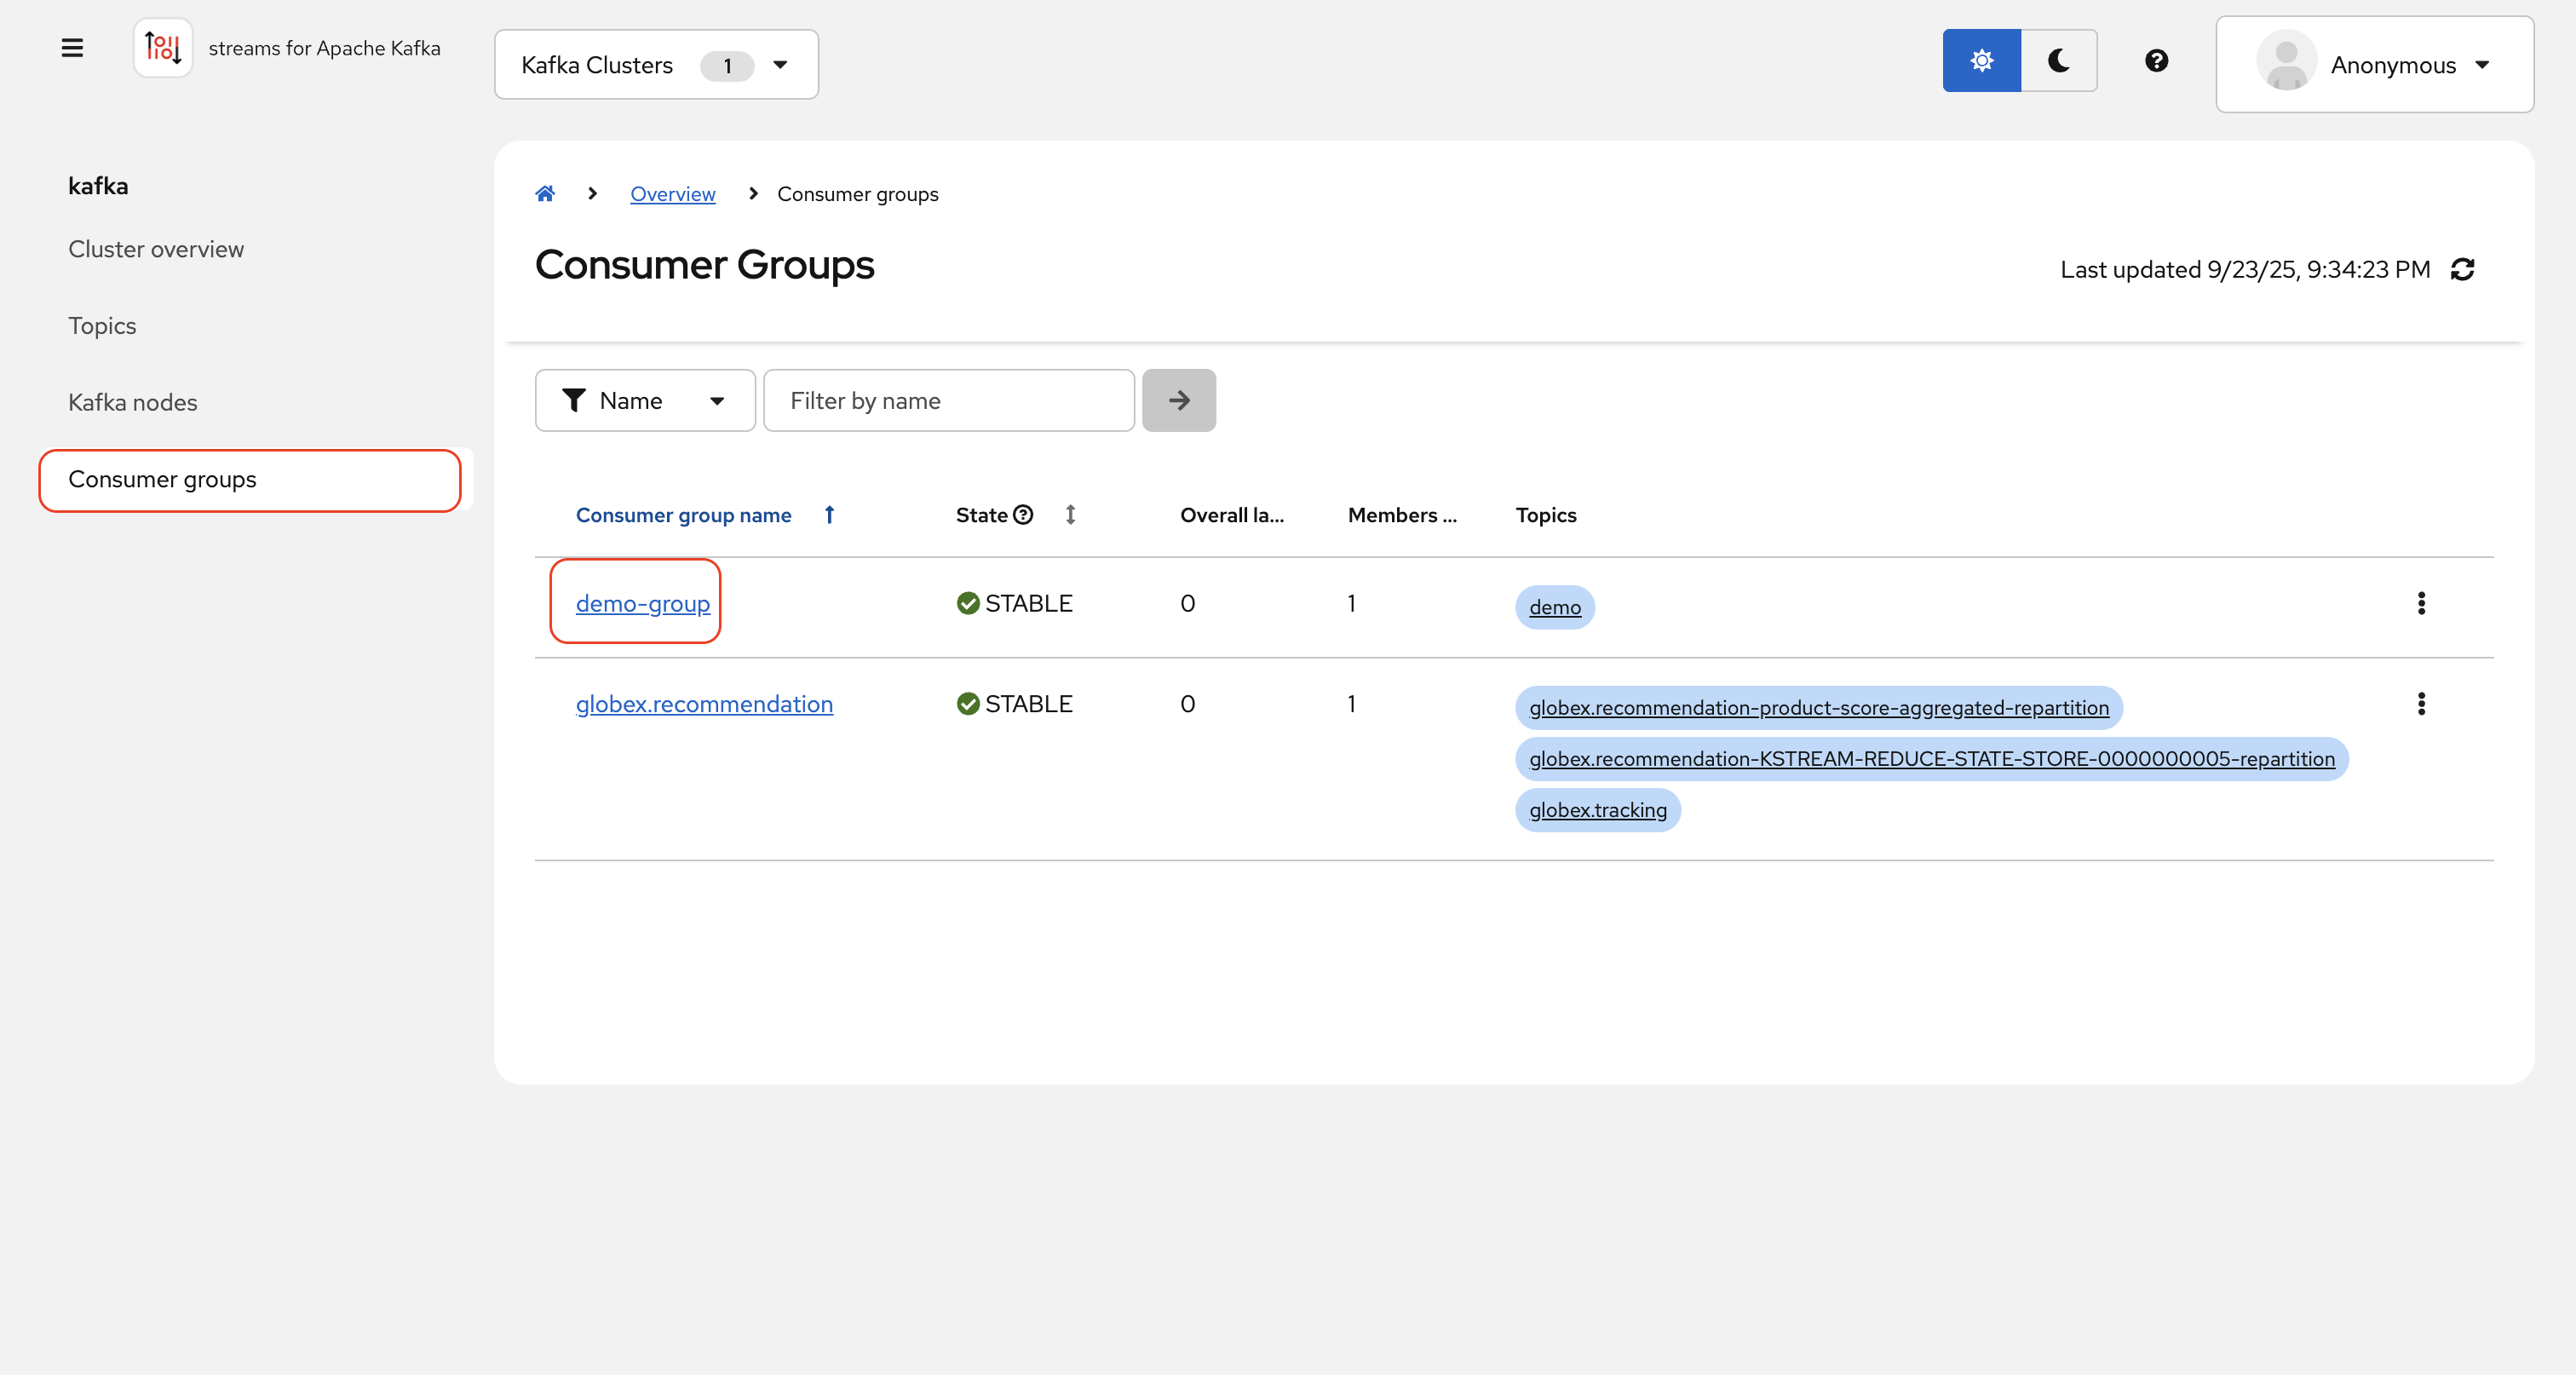 streams for Apache Kafka
Kafka Clusters 1
Anonymous
kafka
Cluster overview
Topics
Kafka nodes
Consumer groups
Overview > Consumer groups
Consumer Groups
Last updated 9/23/25, 9:34:23 PM
Name
Filter by name
Consumer group name State Overall la... Members ... Topics
demo-group STABLE 0 1 demo
globex.recommendation STABLE 0 1 globex.recommendation-product-score-aggregated-repartition
globex.recommendation-KSTREAM-REDUCE-STATE-STORE-0000000005-repartition
globex.tracking